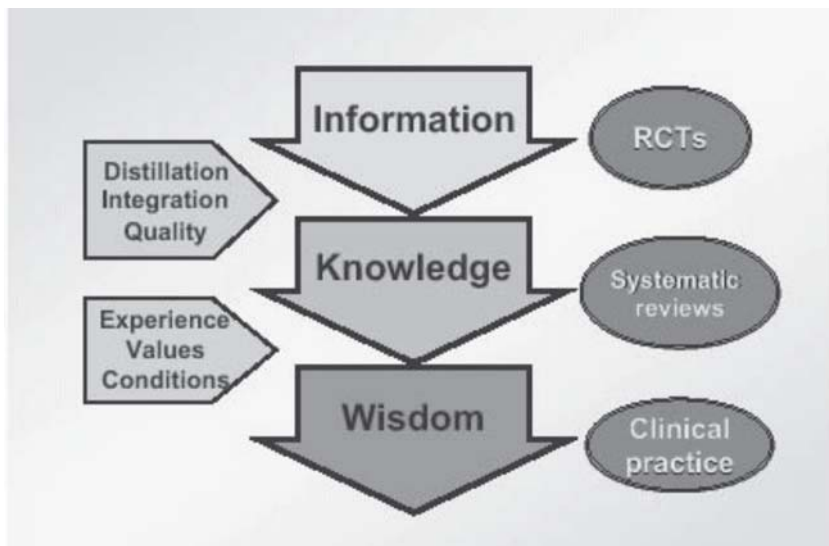 Information
RCTs
Distillation
Integration
Quality
Knowledge
Systematic
reviews
Experience
Values
Conditions
Wisdom
Clinical
practice